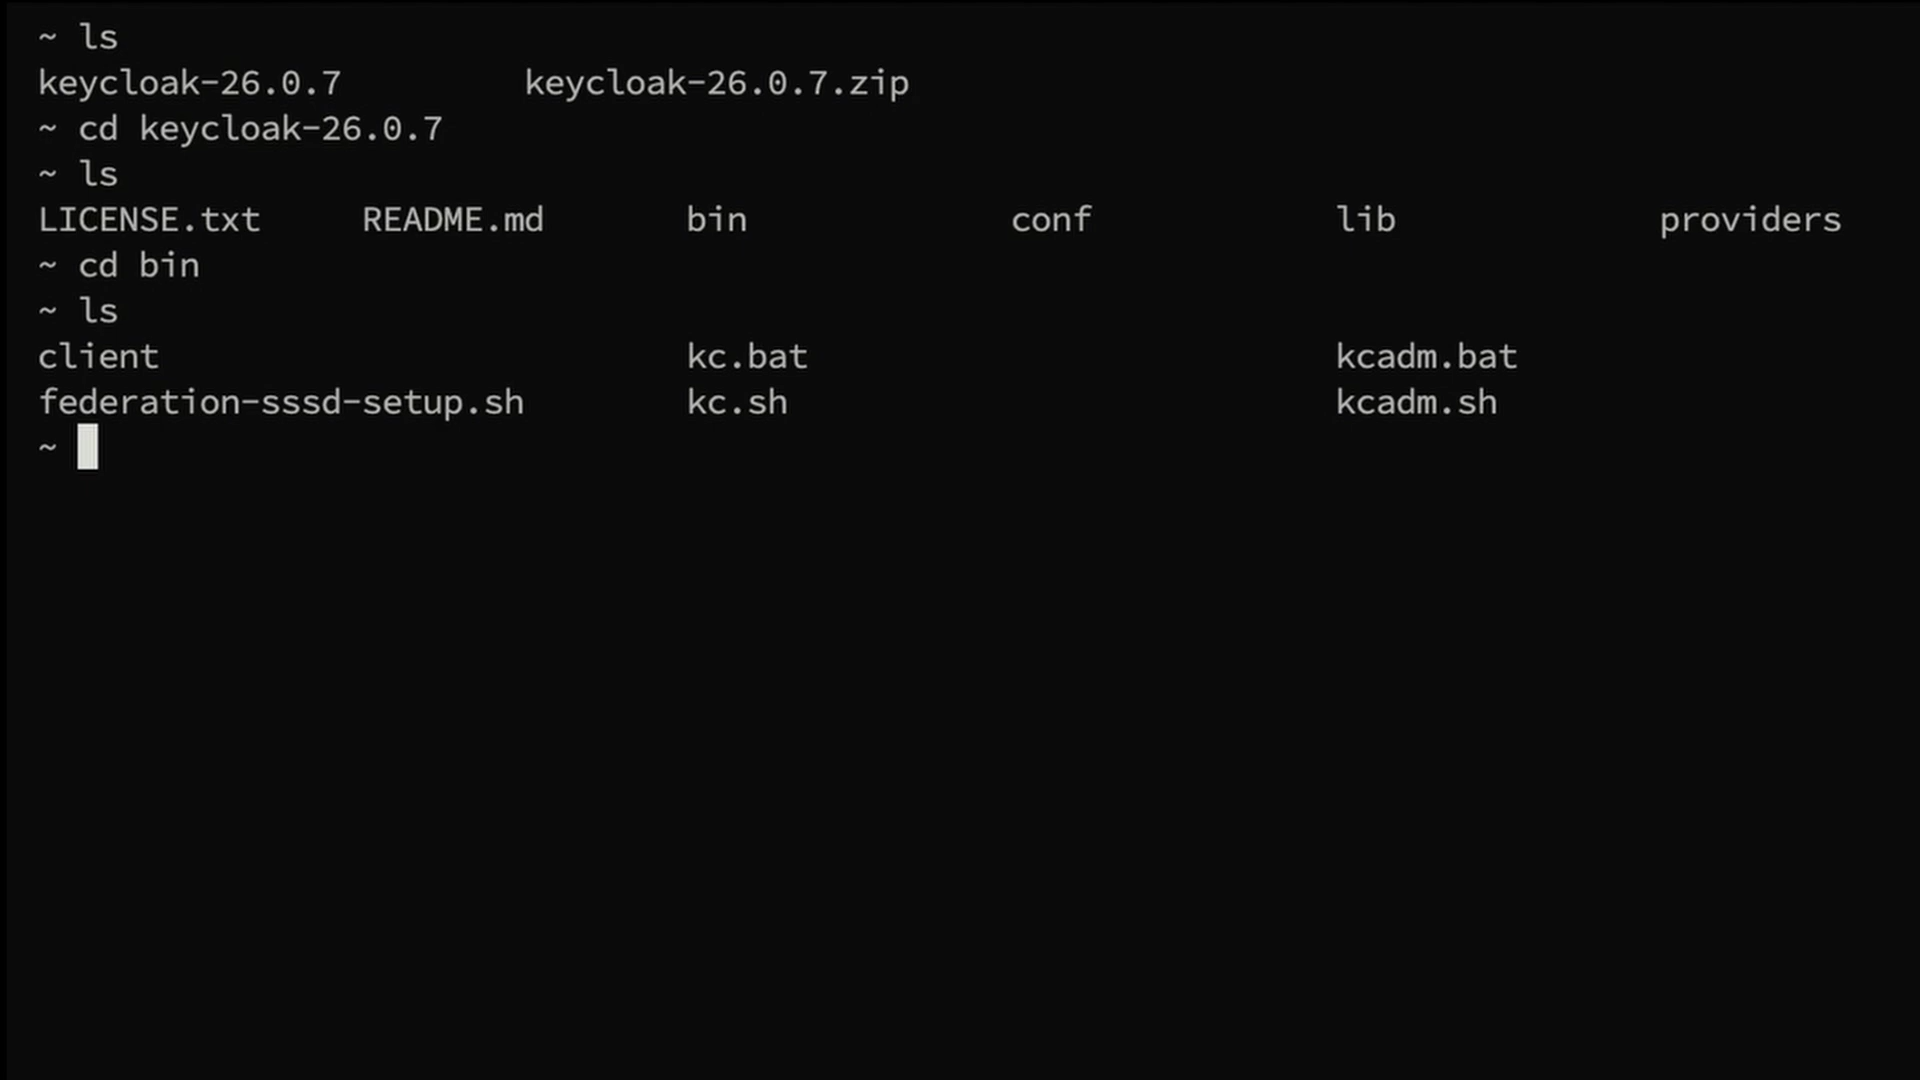 ~ ls
keycloak-26.0.7 keycloak-26.0.7.zip
~ cd keycloak-26.0.7
~ ls
LICENSE.txt README.md bin conf lib providers
~ cd bin
~ ls
client kc.bat kcadm.bat
federation-sssd-setup.sh kc.sh kcadm.sh
~